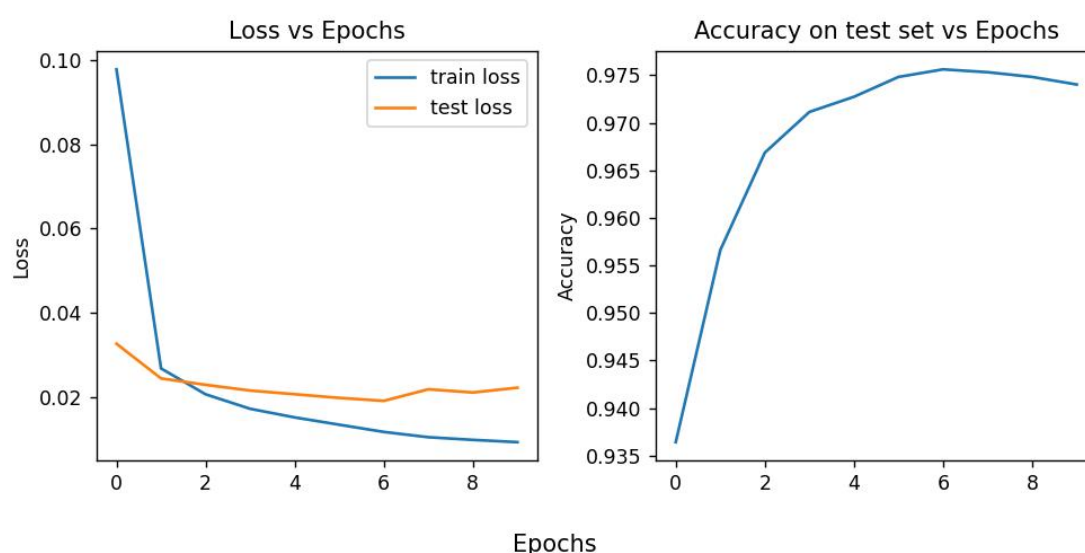 Loss vs Epochs
0.10
0.08
0.06
0.04
0.02
Loss
train loss
test loss
0 2 4 6 8
Accuracy on test set vs Epochs
0.975
0.970
0.965
0.960
0.955
0.950
0.945
0.940
0.935
Accuracy
0 2 4 6 8
Epochs